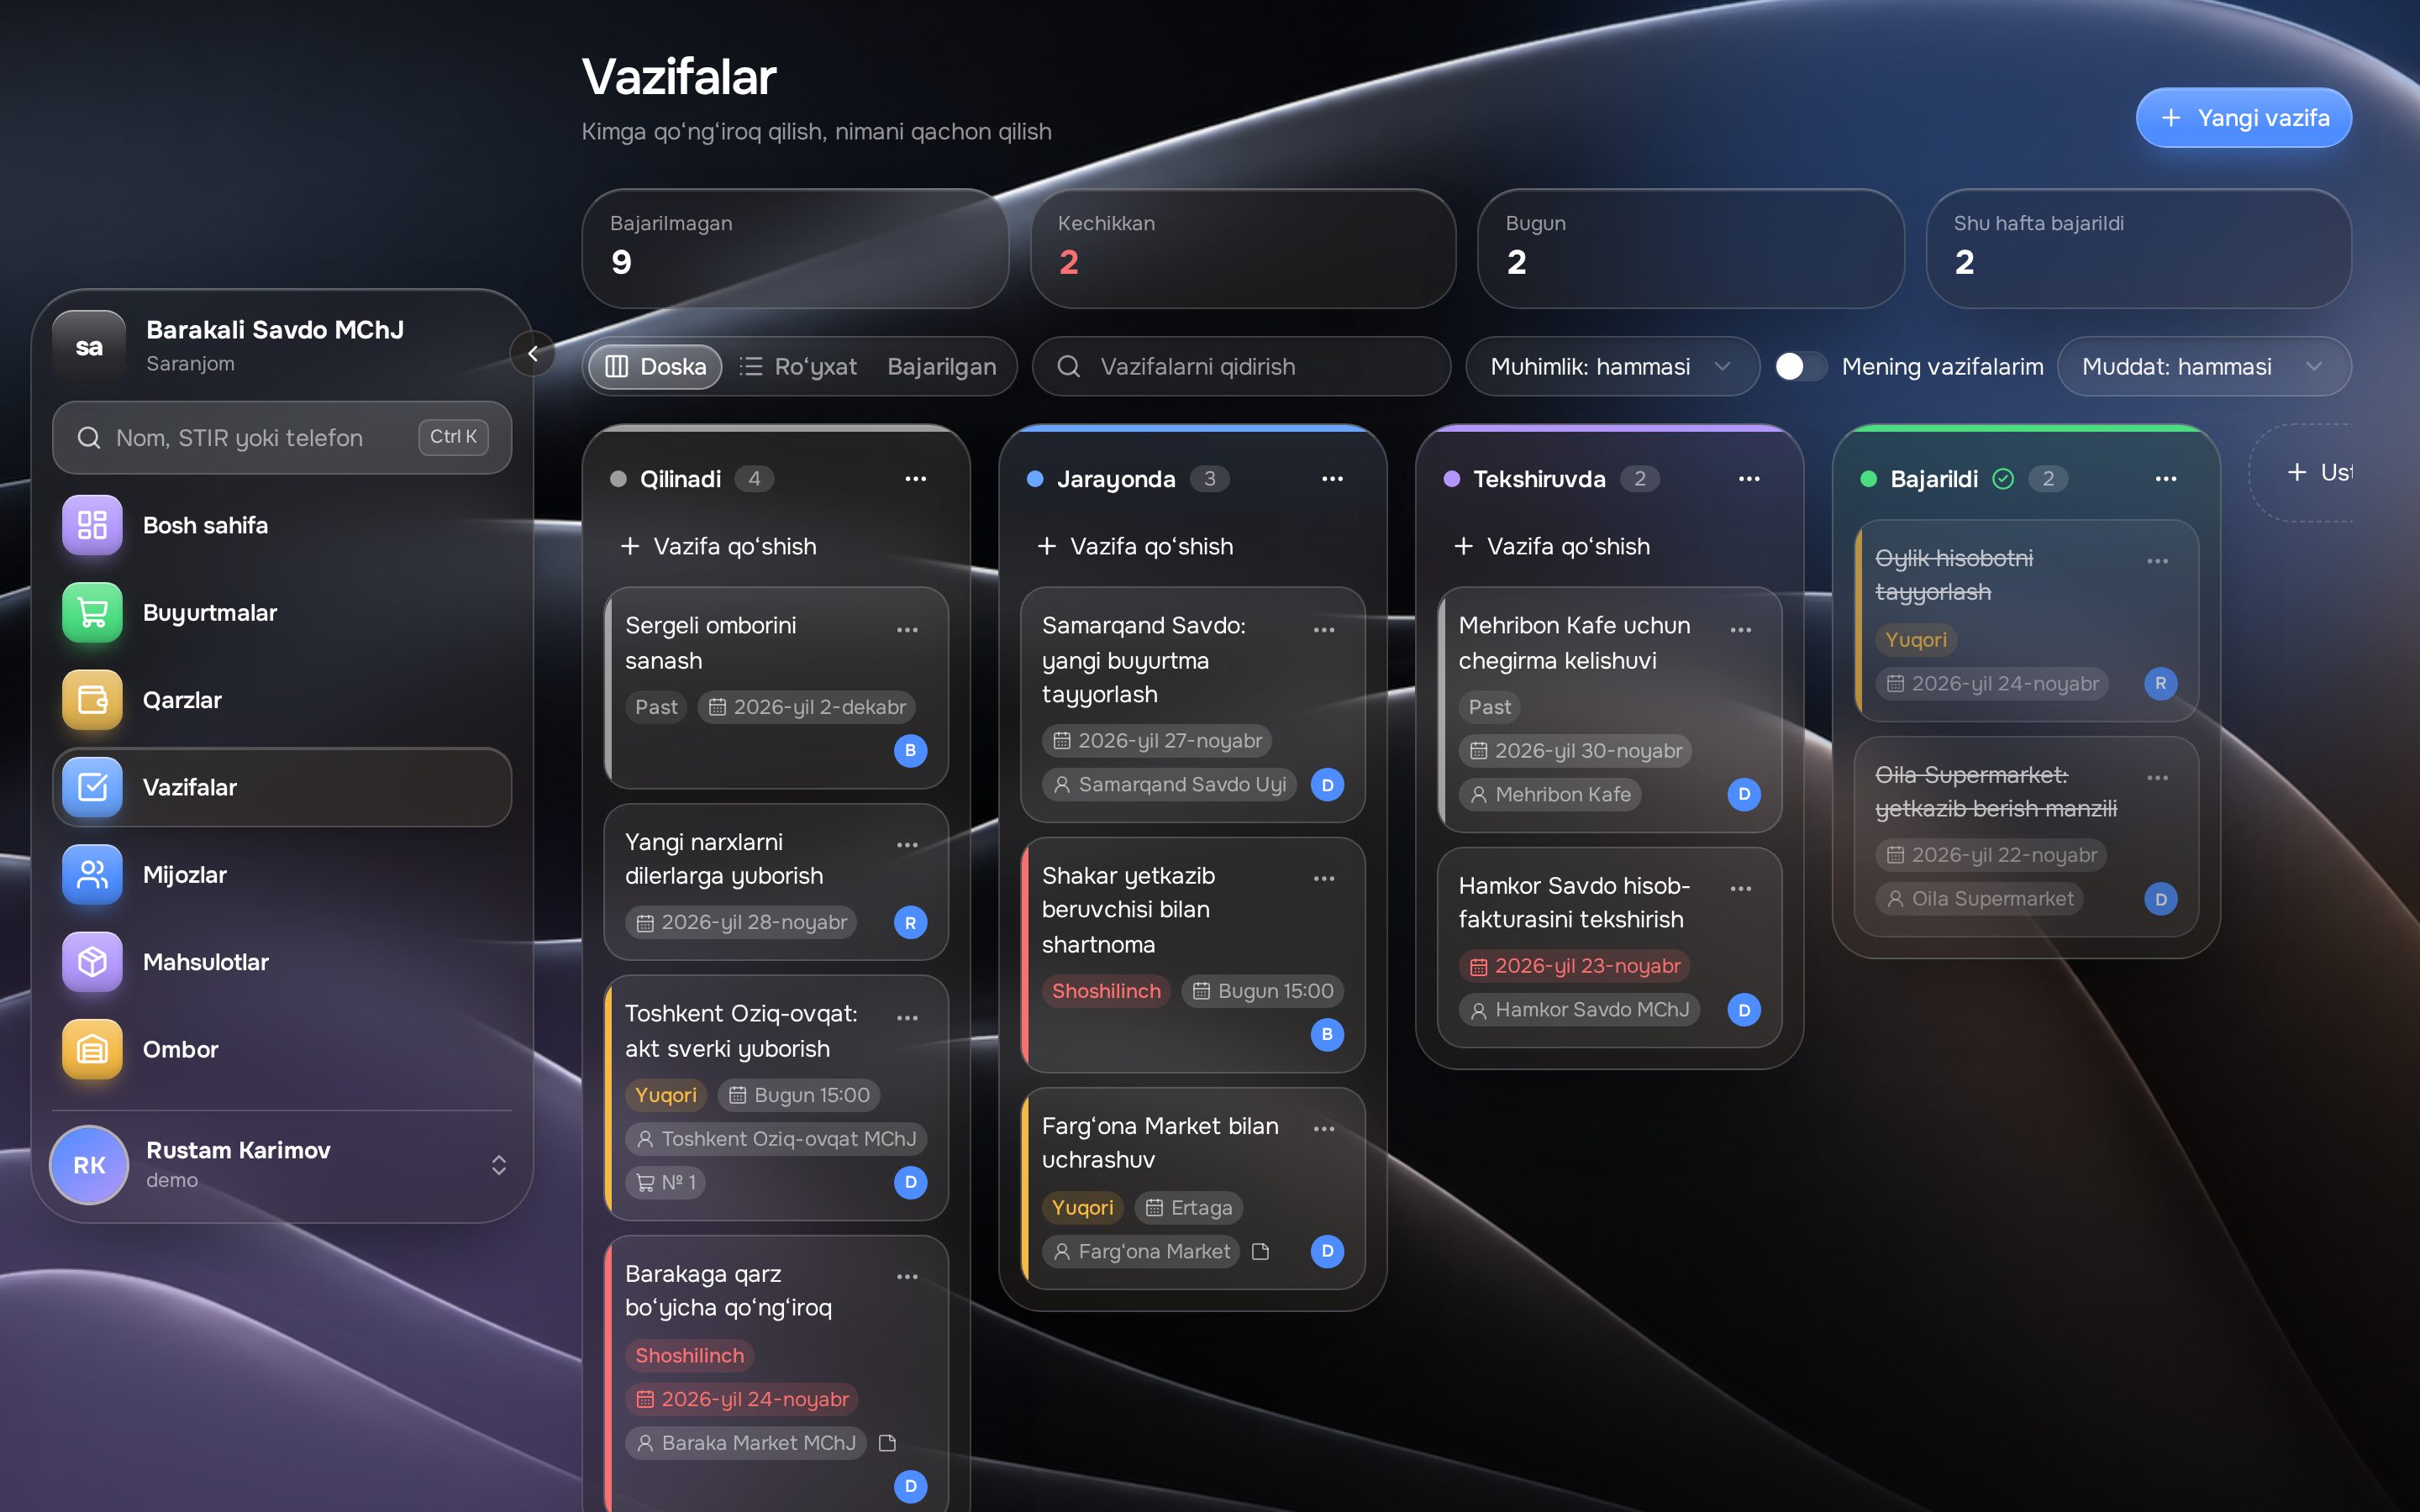 sa
Barakali Savdo MChJ
Saranjom
Nom, STIR yoki telefon
Ctrl K
Bosh sahifa
Buyurtmalar
Qarzlar
Vazifalar
Mijozlar
Mahsulotlar
Ombor
RK
Rustam Karimov
demo
Vazifalar
Kimga qo‘ng‘iroq qilish, nimani qachon qilish
Yangi vazifa
Bajarilmagan
9
Kechikkan
2
Bugun
2
Shu hafta bajarildi
2
Doska
Ro‘yxat
Bajarilgan
Vazifalarni qidirish
Muhimlik: hammasi
Mening vazifalarim
Muddat: hammasi
Qilinadi 4
Vazifa qo‘shish
Sergeli omborini
sanash
Past
2026-yil 2-dekabr
B
Yangi narxlarni
dilerlarga yuborish
2026-yil 28-noyabr
R
Toshkent Oziq-ovqat:
akt sverki yuborish
Yuqori
Bugun 15:00
Toshkent Oziq-ovqat MChJ
№ 1
D
Barakaga qarz
bo‘yicha qo‘ng‘iroq
Shoshilinch
2026-yil 24-noyabr
Baraka Market MChJ
D
Jarayonda 3
Vazifa qo‘shish
Samarqand Savdo:
yangi buyurtma
tayyorlash
2026-yil 27-noyabr
Samarqand Savdo Uyi
D
Shakar yetkazib
beruvchisi bilan
shartnoma
Shoshilinch
Bugun 15:00
B
Farg‘ona Market bilan
uchrashuv
Yuqori
Ertaga
Farg‘ona Market
D
Tekshiruvda 2
Vazifa qo‘shish
Mehribon Kafe uchun
chegirma kelishuvi
Past
2026-yil 30-noyabr
Mehribon Kafe
D
Hamkor Savdo hisob-
fakturasini tekshirish
2026-yil 23-noyabr
Hamkor Savdo MChJ
D
Bajarildi 2
Oylik hisobotni
tayyorlash
Yuqori
2026-yil 24-noyabr
R
Oila Supermarket:
yetkazib berish manzili
2026-yil 22-noyabr
Oila Supermarket
D